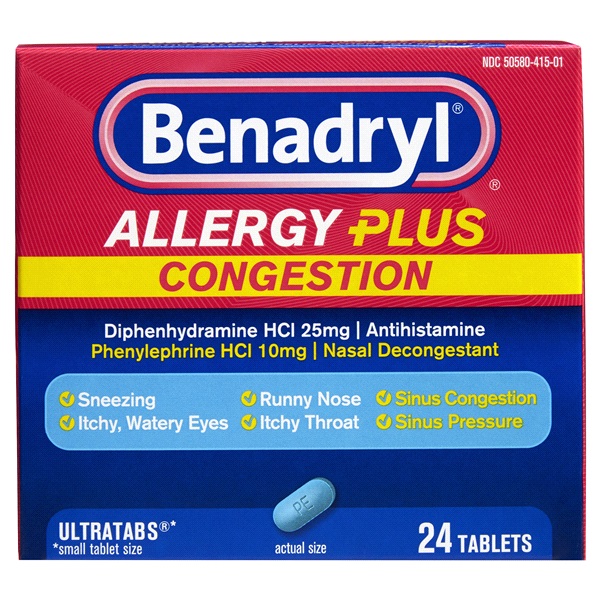 NDC 50580-415-01
Benadryl®
®
ALLERGY PLUS
CONGESTION
Diphenhydramine HCl 25mg | Antihistamine
Phenylephrine HCl 10mg | Nasal Decongestant
Sneezing Runny Nose Sinus Congestion
Itchy, Watery Eyes Itchy Throat Sinus Pressure
PE
ULTRATABS®*
*small tablet size
actual size
24 TABLETS